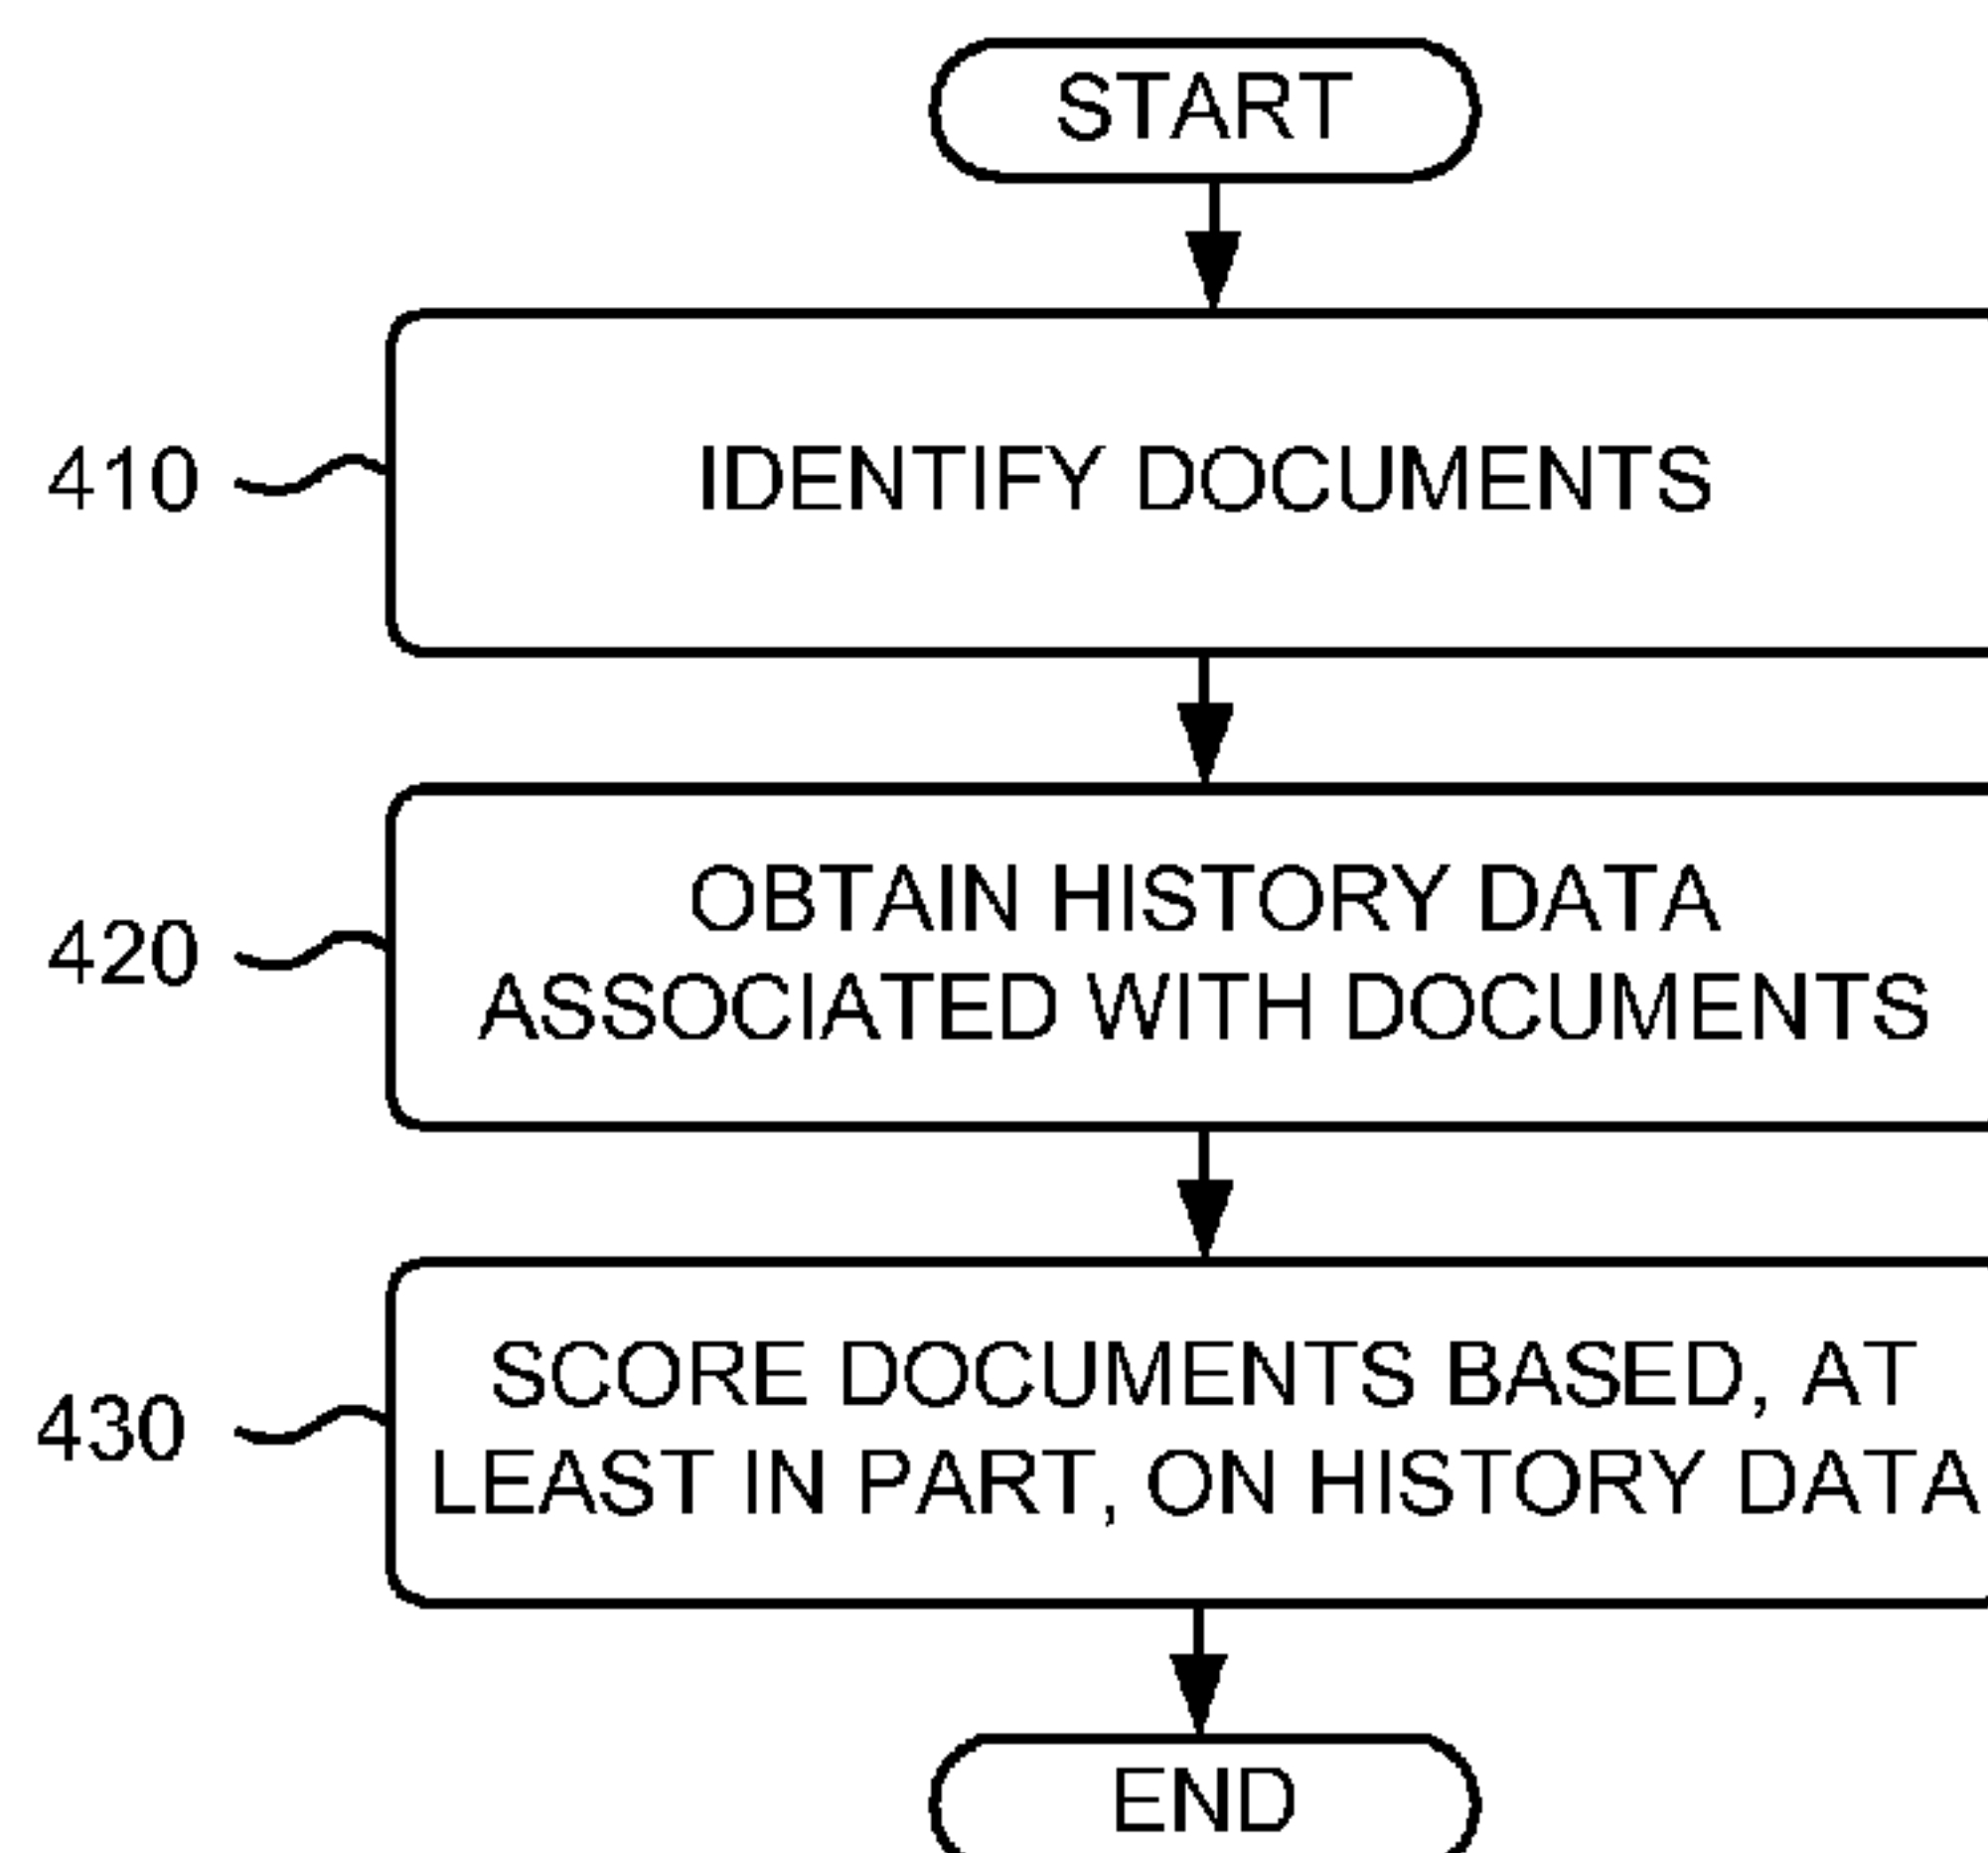 START
410
IDENTIFY DOCUMENTS
420
OBTAIN HISTORY DATA
ASSOCIATED WITH DOCUMENTS
430
SCORE DOCUMENTS BASED, AT
LEAST IN PART, ON HISTORY DATA
END